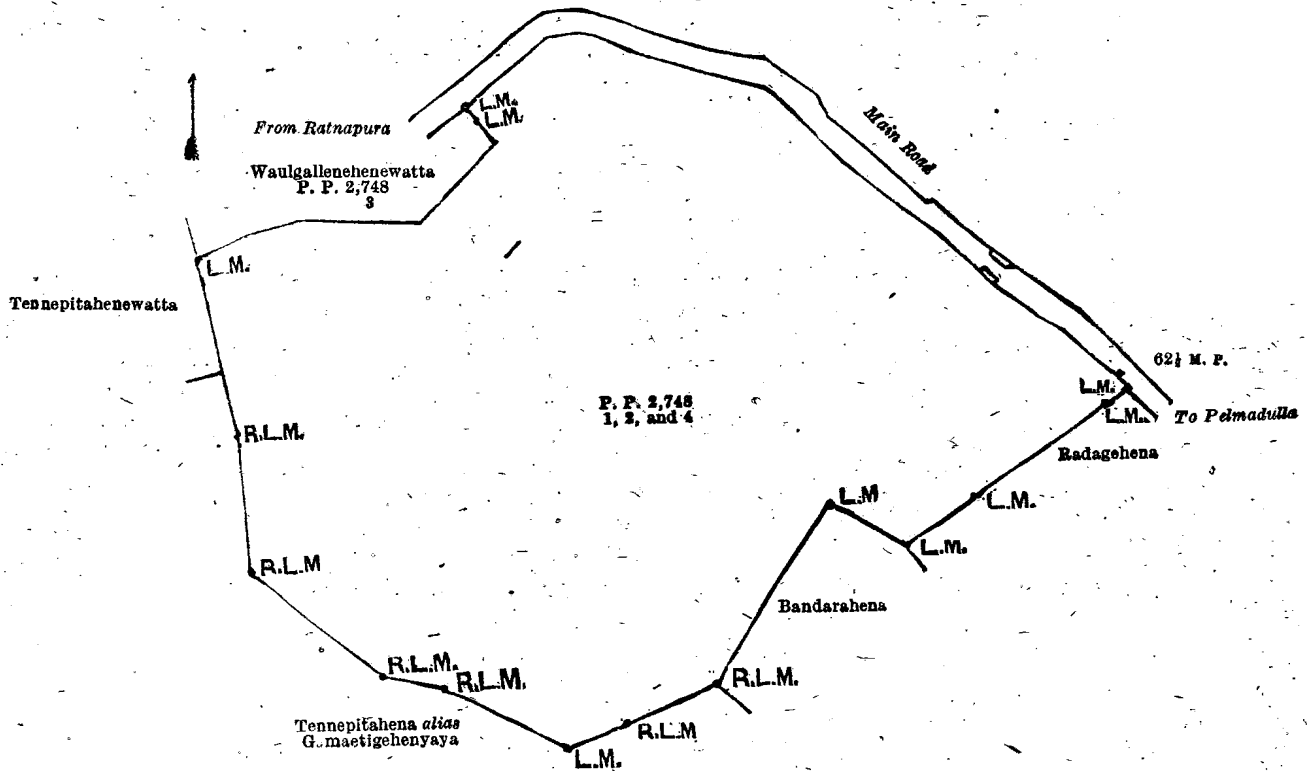 Main Road
L.M.
L.M.
From Ratnapura
Waulgallenehenewatta
P. P. 2,748
3
L.M.
Tennepitahenewatta
62½ M. P.
L.M.
L.M.
To Pelmadulla
P. P. 2,748
1, 2, and 4
R.L.M.
Radagehena
L.M
L.M.
L.M.
R.L.M
Bandarahena
R.L.M.
R.L.M.
R.L.M.
Tennepitahena alias
G.maetigehenyaya
R.L.M
L.M.